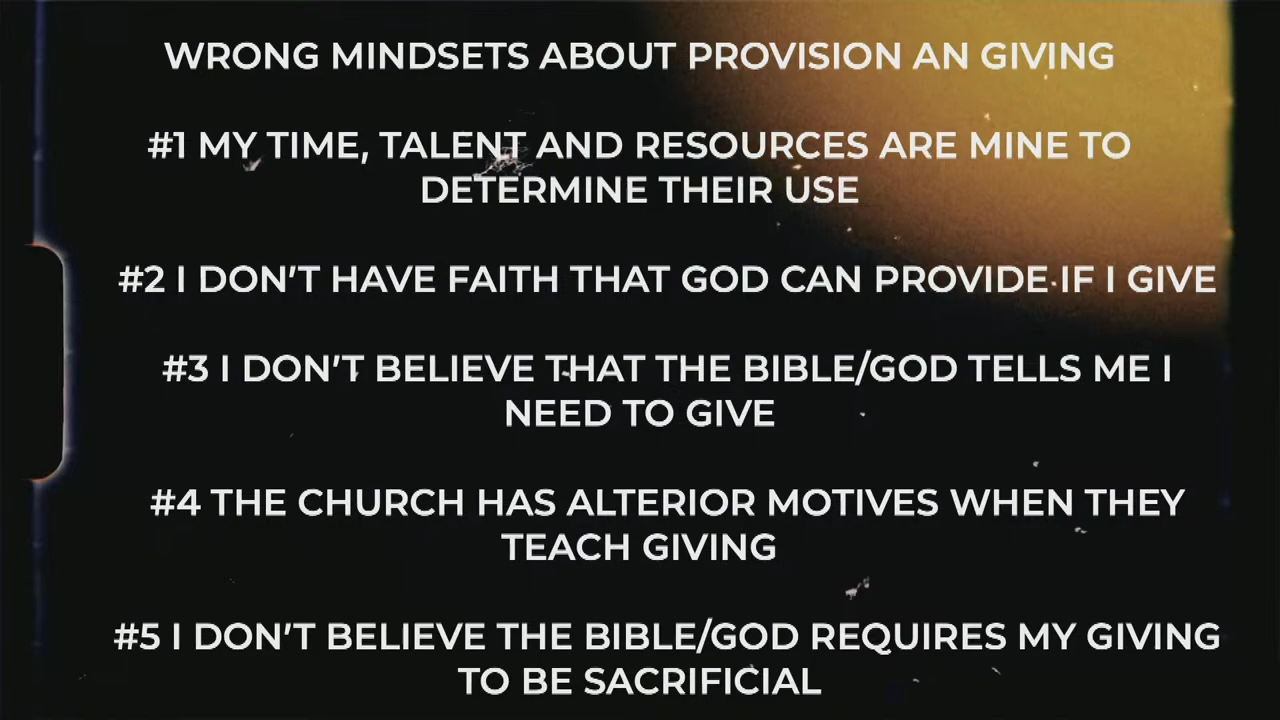 WRONG MINDSETS ABOUT PROVISION AN GIVING
#1 MY TIME, TALENT AND RESOURCES ARE MINE TO
DETERMINE THEIR USE
#2 I DON'T HAVE FAITH THAT GOD CAN PROVIDE IF I GIVE
#3 I DON'T BELIEVE THAT THE BIBLE/GOD TELLS ME I
NEED TO GIVE
#4 THE CHURCH HAS ALTERIOR MOTIVES WHEN THEY
TEACH GIVING
#5 I DON'T BELIEVE THE BIBLE/GOD REQUIRES MY GIVING
TO BE SACRIFICIAL